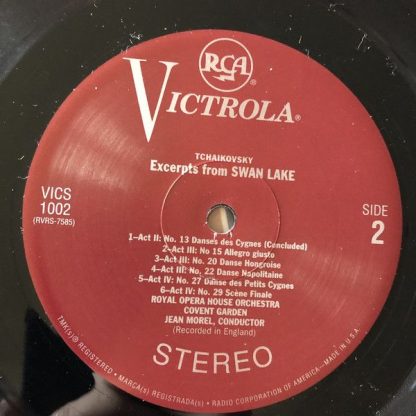 RCA®
VICTROLA®
TCHAIKOVSKY
Excerpts from SWAN LAKE
VICS
1002
(RVRS-7585)
SIDE
2
1–Act II: No. 13 Danses des Cygnes (Concluded)
2–Act III: No 15 Allegro giusto
3–Act III: No. 20 Danse Hongroise
4–Act III: No. 22 Danse Napolitaine
5–Act IV: No. 27 Danse des Petits Cygnes
6–Act IV: No. 29 Scène Finale
ROYAL OPERA HOUSE ORCHESTRA
COVENT GARDEN
JEAN MOREL, CONDUCTOR
(Recorded in England)
STEREO
TMK(s) ® REGISTERED • MARCA(s) REGISTRADA(s) • RADIO CORPORATION OF AMERICA—MADE IN U.S.A.